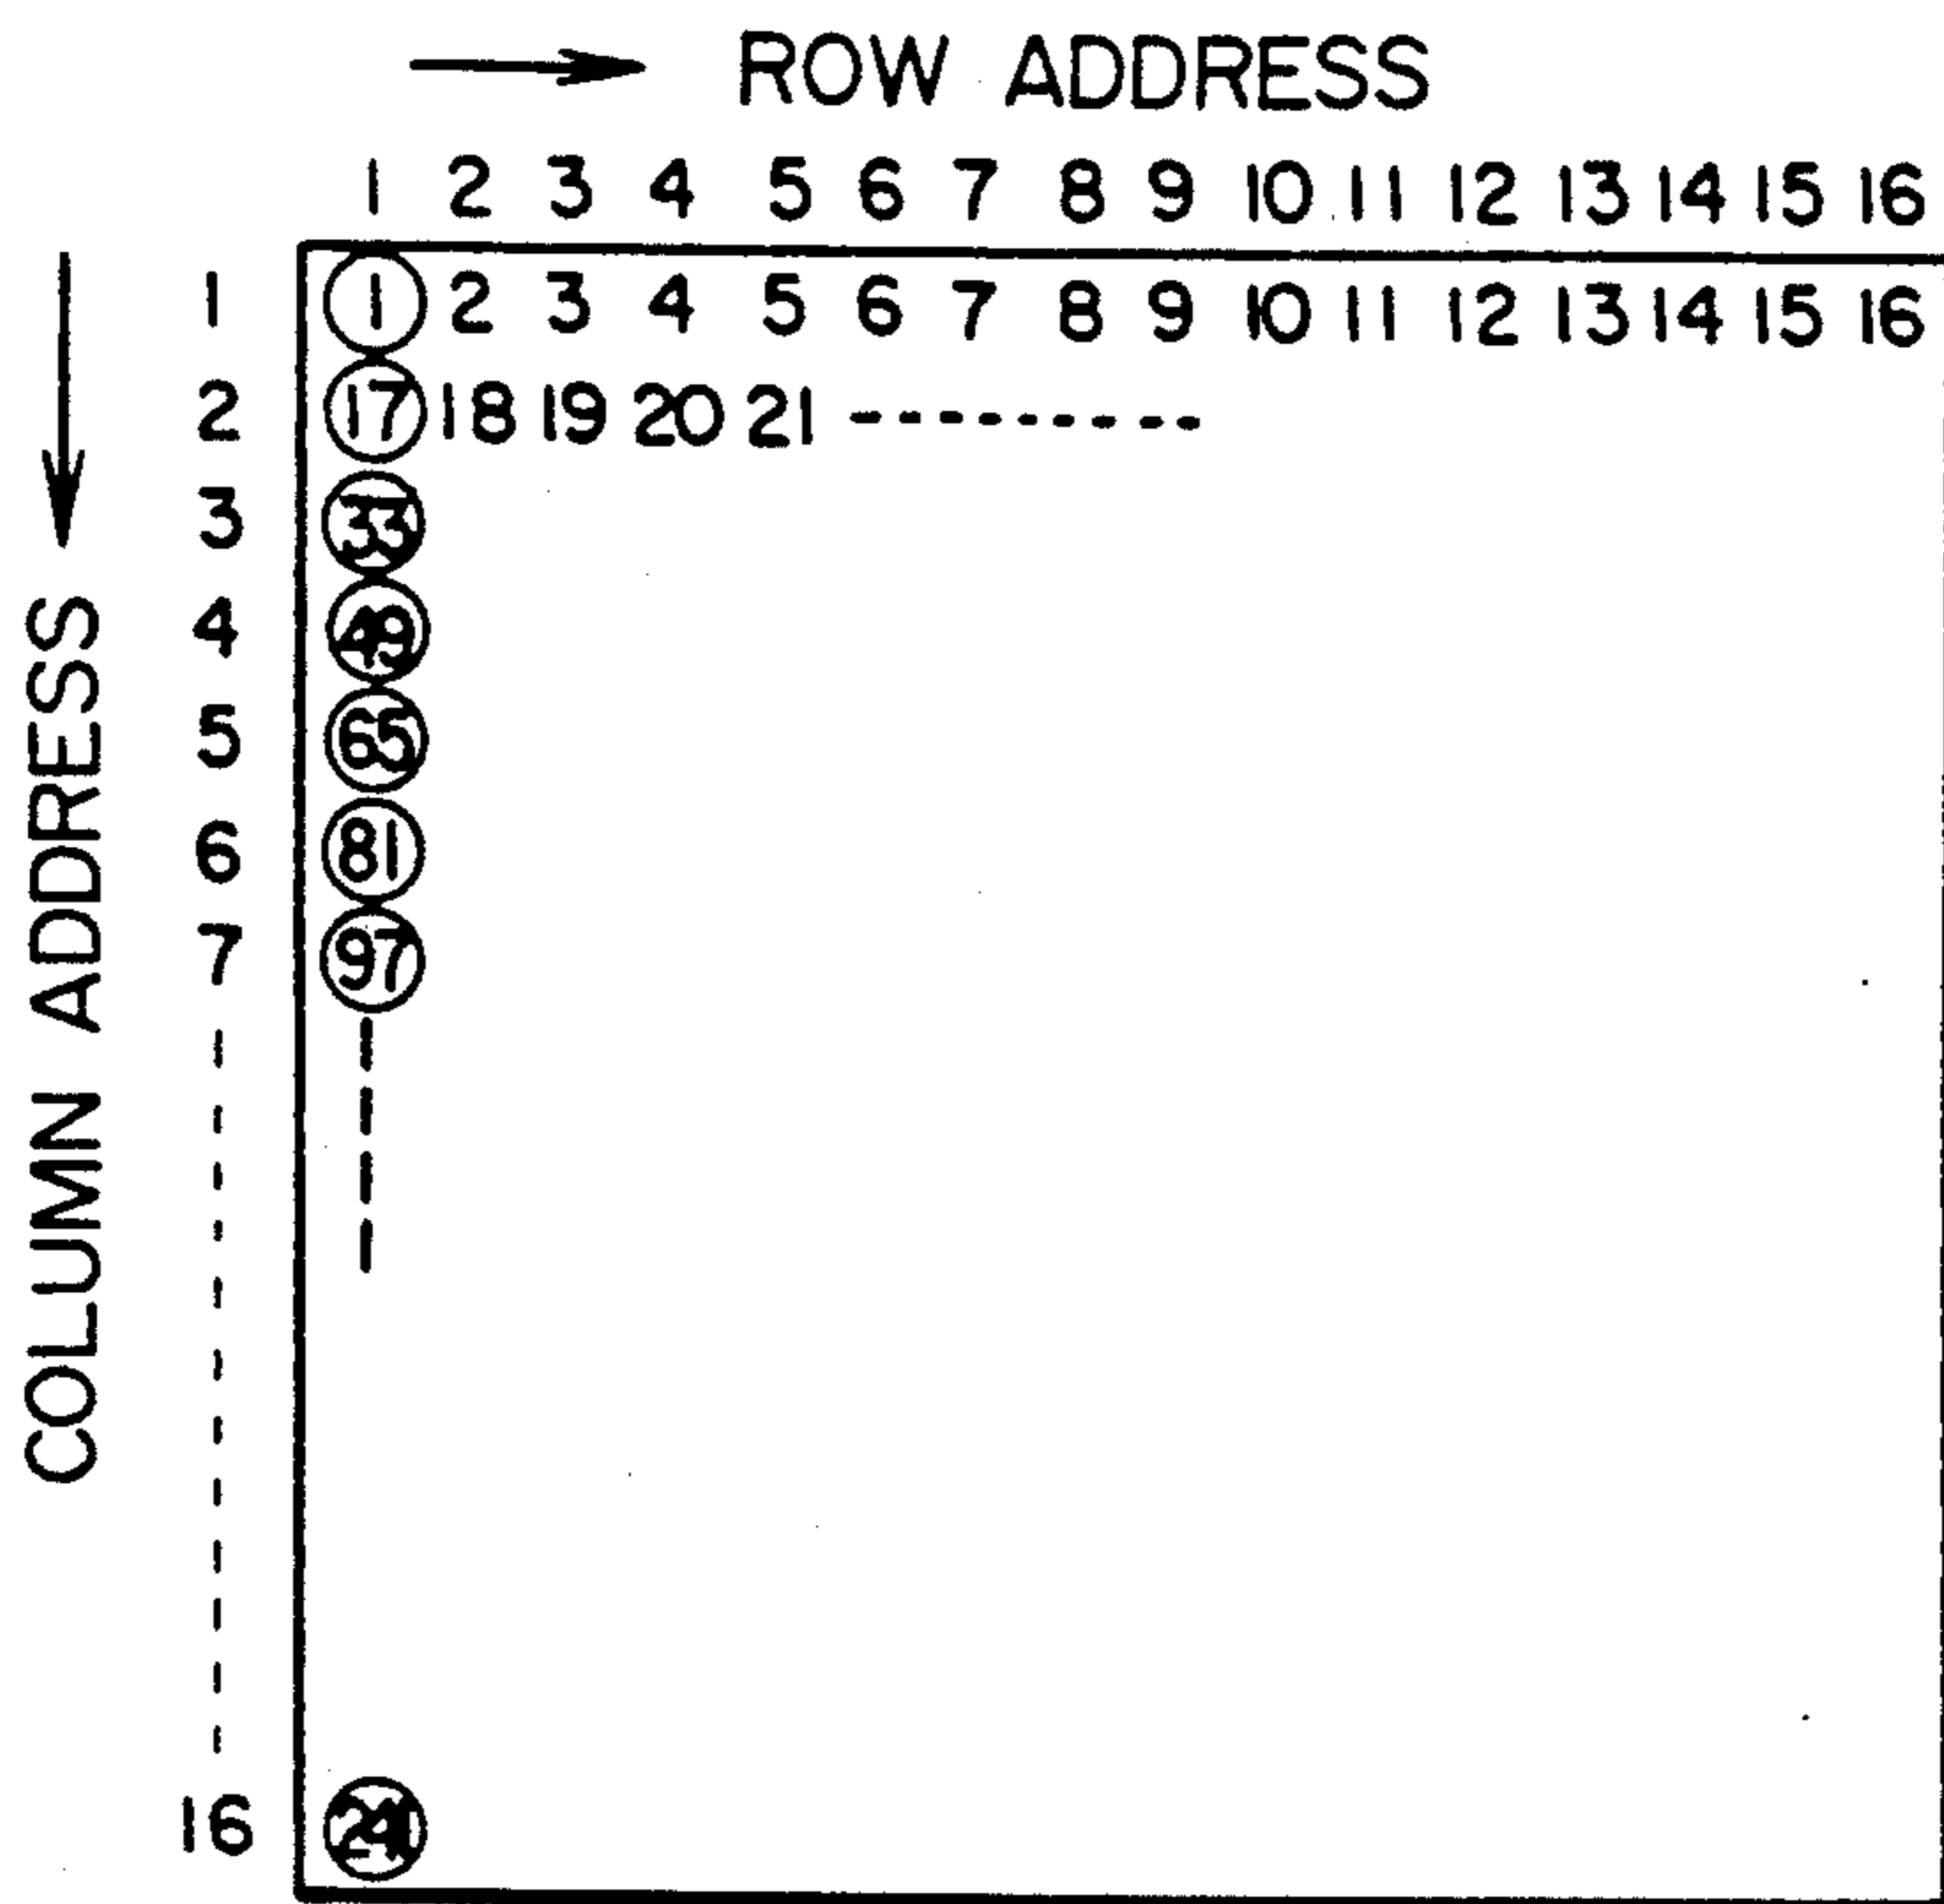 ROW ADDRESS
1 2 3 4 5 6 7 8 9 10 11 12 13 14 15 16
COLUMN ADDRESS
1 1 2 3 4 5 6 7 8 9 10 11 12 13 14 15 16
2 17 18 19 20 21
3 33
4 49
5 65
6 81
7 97
16 241